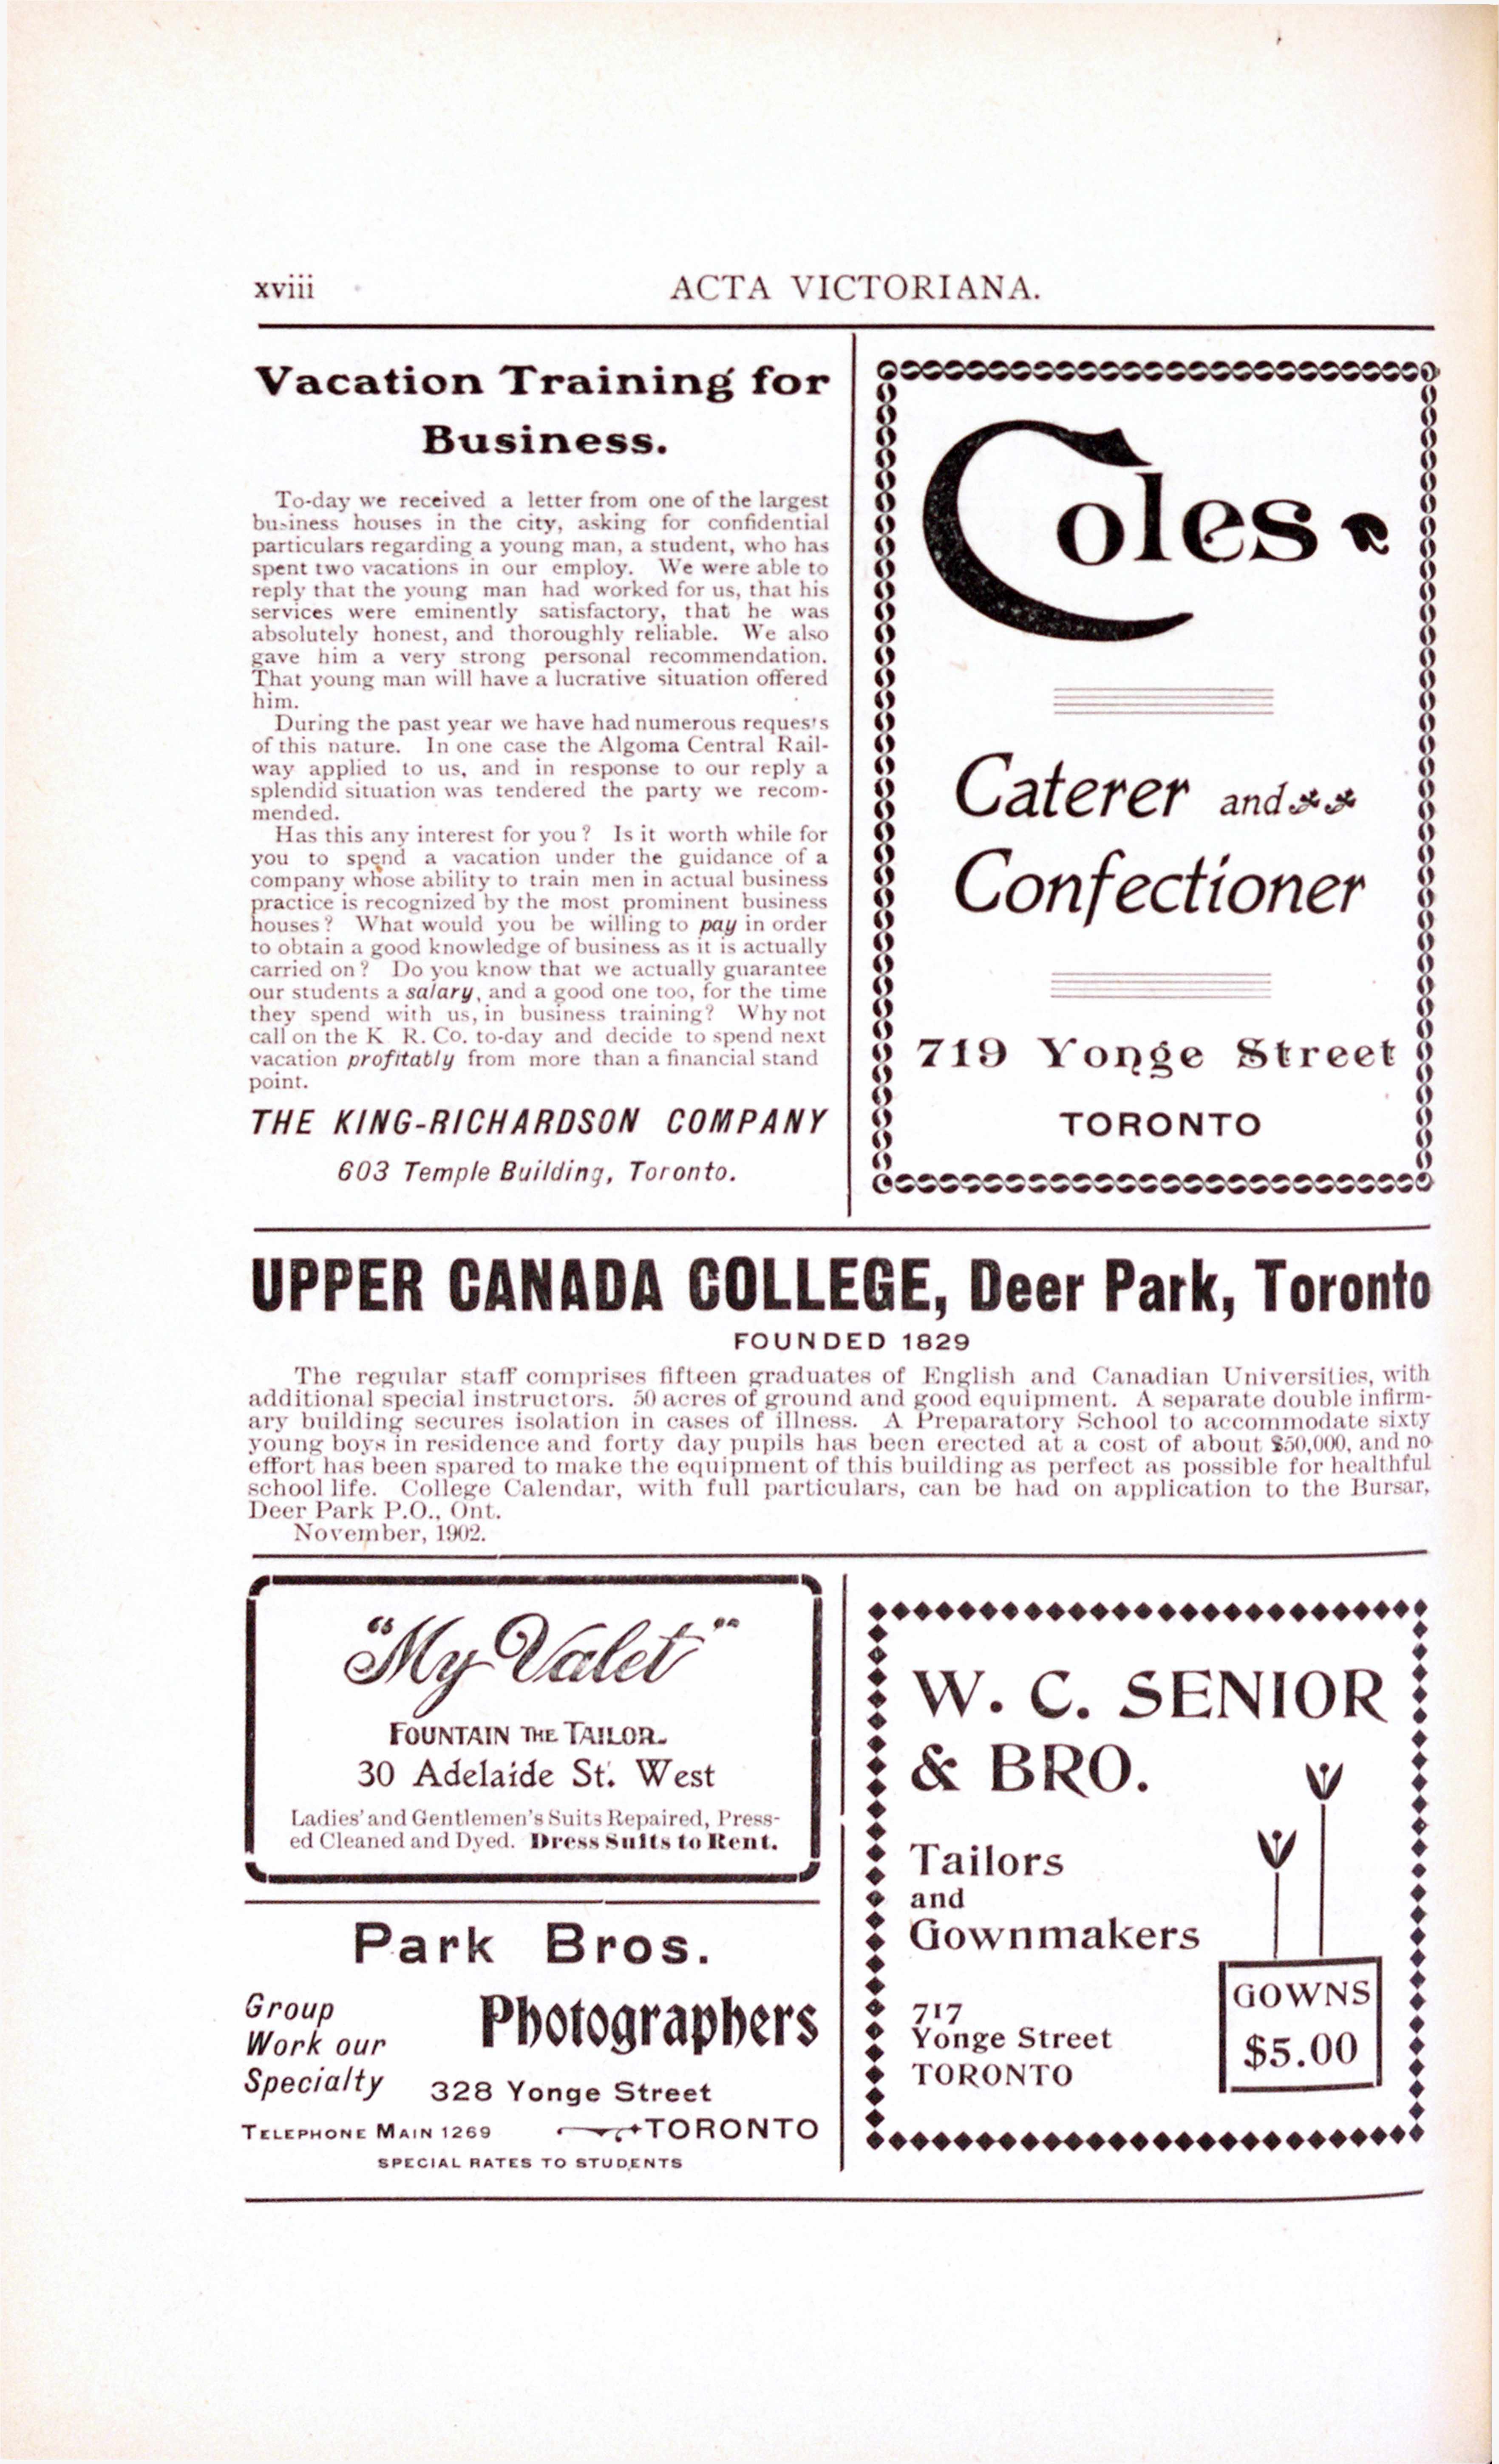 xviii ACTA VICTORIANA.
Vacation Training for
Business.
To-day we received a letter from one of the largest
business houses in the city, asking for confidential
particulars regarding a young man, a student, who has
spent two vacations in our employ. We were able to
reply that the young man had worked for us, that his
services were eminently satisfactory, that he was
absolutely honest, and thoroughly reliable. We also
gave him a very strong personal recommendation.
That young man will have a lucrative situation offered
him.
During the past year we have had numerous requests
of this nature. In one case the Algoma Central Rail-
way applied to us, and in response to our reply a
splendid situation was tendered the party we recom-
mended.
Has this any interest for you? Is it worth while for
you to spend a vacation under the guidance of a
company whose ability to train men in actual business
practice is recognized by the most prominent business
houses? What would you be willing to pay in order
to obtain a good knowledge of business as it is actually
carried on? Do you know that we actually guarantee
our students a salary, and a good one too, for the time
they spend with us, in business training? Why not
call on the K R. Co. to-day and decide to spend next
vacation profitably from more than a financial stand
point.
THE KING-RICHARDSON COMPANY
603 Temple Building, Toronto.
Coles
Caterer and
Confectioner
719 Yonge Street
TORONTO
UPPER CANADA COLLEGE, Deer Park, Toronto
FOUNDED 1829
The regular staff comprises fifteen graduates of English and Canadian Universities, with
additional special instructors. 50 acres of ground and good equipment. A separate double infirm-
ary building secures isolation in cases of illness. A Preparatory School to accommodate sixty
young boys in residence and forty day pupils has been erected at a cost of about $50,000, and no
effort has been spared to make the equipment of this building as perfect as possible for healthful
school life. College Calendar, with full particulars, can be had on application to the Bursar,
Deer Park P.O., Ont.
November, 1902.
"My Valet"
FOUNTAIN THE TAILOR.
30 Adelaide St. West
Ladies' and Gentlemen's Suits Repaired, Press-
ed Cleaned and Dyed. Dress Suits to Rent.
Park Bros.
Group
Work our
Specialty
Photographers
328 Yonge Street
TELEPHONE MAIN 1269 TORONTO
SPECIAL RATES TO STUDENTS
W. C. SENIOR
& BRO.
Tailors
and
Gownmakers
717
Yonge Street
TORONTO
GOWNS
$5.00